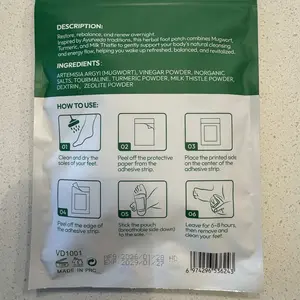 DESCRIPTION:
Restore, rebalance, and renew overnight.
Inspired by Ayurvedic traditions, this herbal foot patch combines Mugwort,
Turmeric, and Milk Thistle to gently support your body's natural cleansing
and energy flow, helping you wake up refreshed, balanced, and revitalized.
INGREDIENTS:
ARTEMISIA ARGYI (MUGWORT), VINEGAR POWDER, INORGANIC
SALTS, TOURMALINE, TURMERIC POWDER, MILK THISTLE POWDER,
DEXTRIN, ZEOLITE POWDER
HOW TO USE:
01
02
03
Clean and dry the
soles of your feet.
Peel off the protective
paper from the
adhesive strip.
Place the printed side
on the center of the
adhesive strip.
04
05
06
Peel off the edge of
the adhesive strip.
Stick the pouch
(breathable side down)
to the sole.
Leave for 6-8 hours,
then remove and
clean your feet.
VD1001
MADE IN PRC